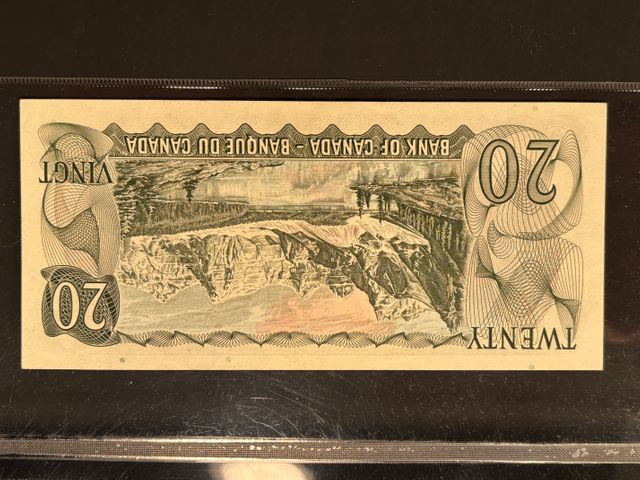 TWENTY
20
20
VINGT
BANK OF CANADA - BANQUE DU CANADA